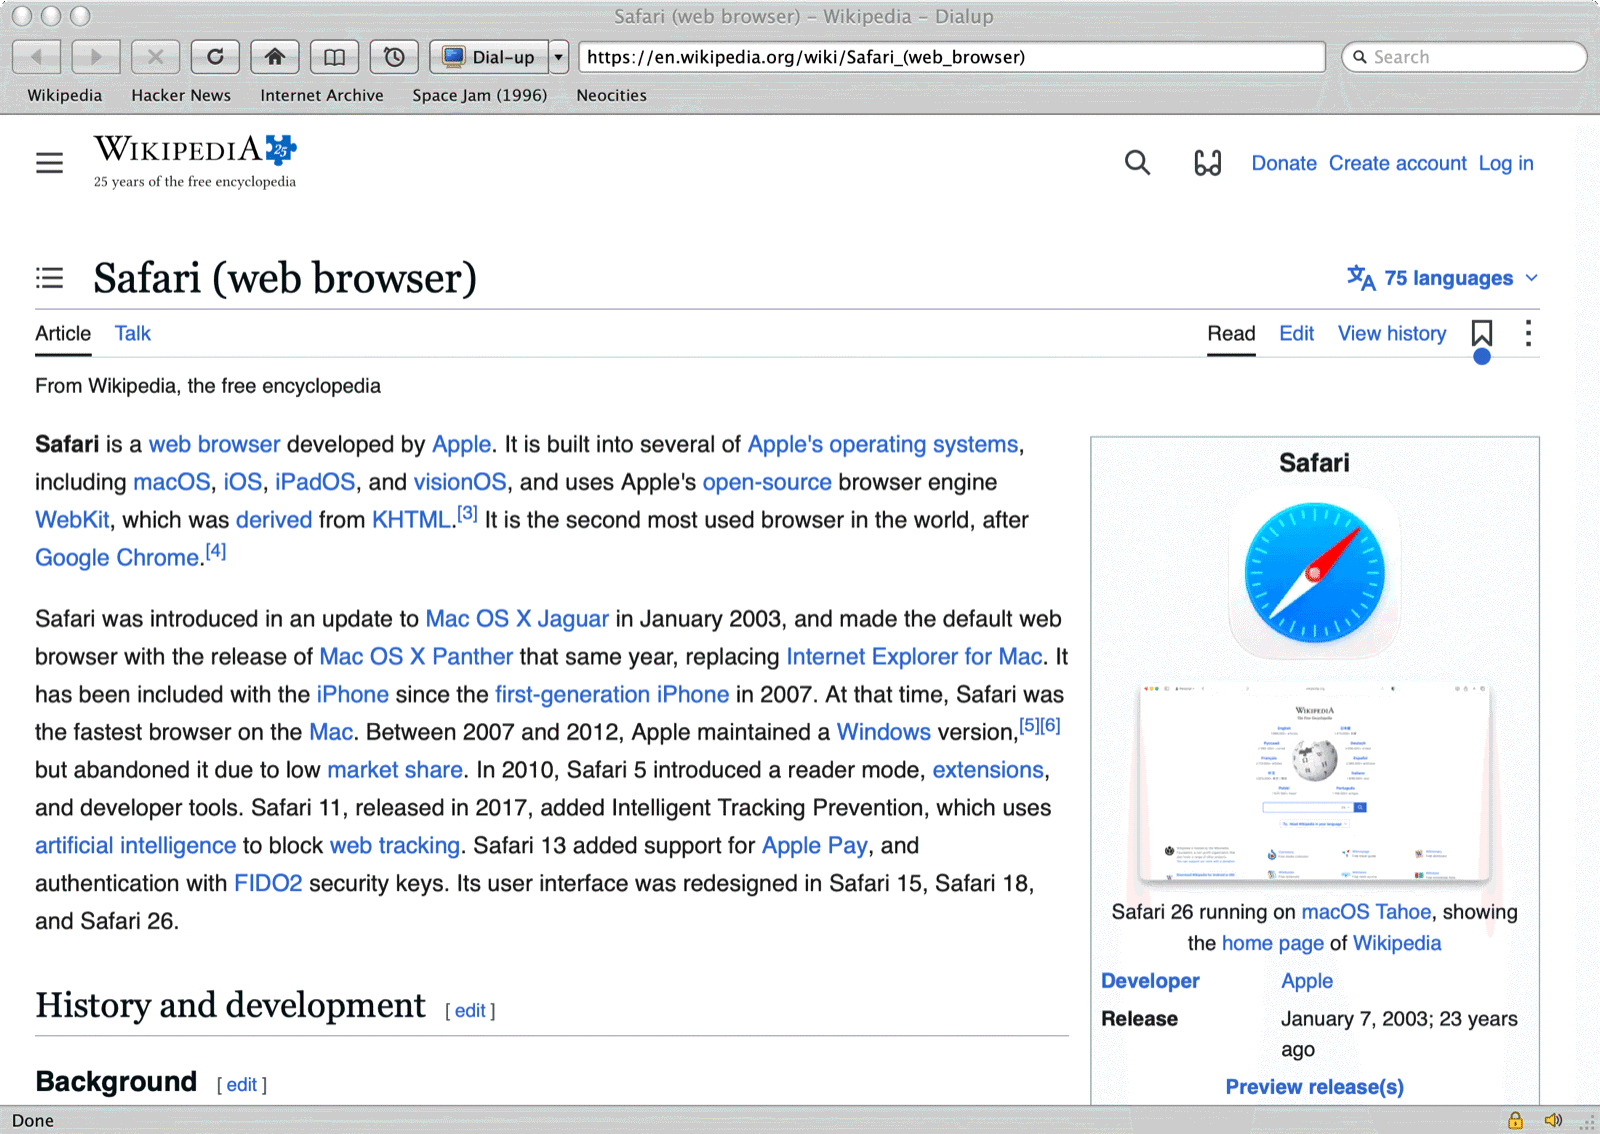 Safari (web browser) – Wikipedia – Dialup
Dial-up
https://en.wikipedia.org/wiki/Safari_(web_browser)
Search
Wikipedia Hacker News Internet Archive Space Jam (1996) Neocities
WIKIPEDIA 25
25 years of the free encyclopedia
Donate Create account Log in
Safari (web browser)
75 languages
Article Talk
Read Edit View history
From Wikipedia, the free encyclopedia
Safari is a web browser developed by Apple. It is built into several of Apple's operating systems,
including macOS, iOS, iPadOS, and visionOS, and uses Apple's open-source browser engine
WebKit, which was derived from KHTML.[3] It is the second most used browser in the world, after
Google Chrome.[4]
Safari was introduced in an update to Mac OS X Jaguar in January 2003, and made the default web
browser with the release of Mac OS X Panther that same year, replacing Internet Explorer for Mac. It
has been included with the iPhone since the first-generation iPhone in 2007. At that time, Safari was
the fastest browser on the Mac. Between 2007 and 2012, Apple maintained a Windows version,[5][6]
but abandoned it due to low market share. In 2010, Safari 5 introduced a reader mode, extensions,
and developer tools. Safari 11, released in 2017, added Intelligent Tracking Prevention, which uses
artificial intelligence to block web tracking. Safari 13 added support for Apple Pay, and
authentication with FIDO2 security keys. Its user interface was redesigned in Safari 15, Safari 18,
and Safari 26.
History and development [ edit ]
Background [ edit ]
Safari
WIKIPEDIA
Safari 26 running on macOS Tahoe, showing
the home page of Wikipedia
Developer Apple
Release January 7, 2003; 23 years
ago
Preview release(s)
Done